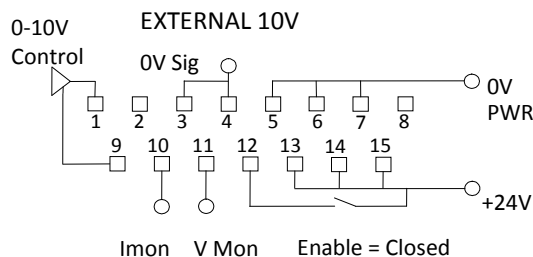 EXTERNAL 10V
0-10V
Control
0V Sig
0V
PWR
1 2 3 4 5 6 7 8
9 10 11 12 13 14 15
+24V
Imon V Mon Enable = Closed